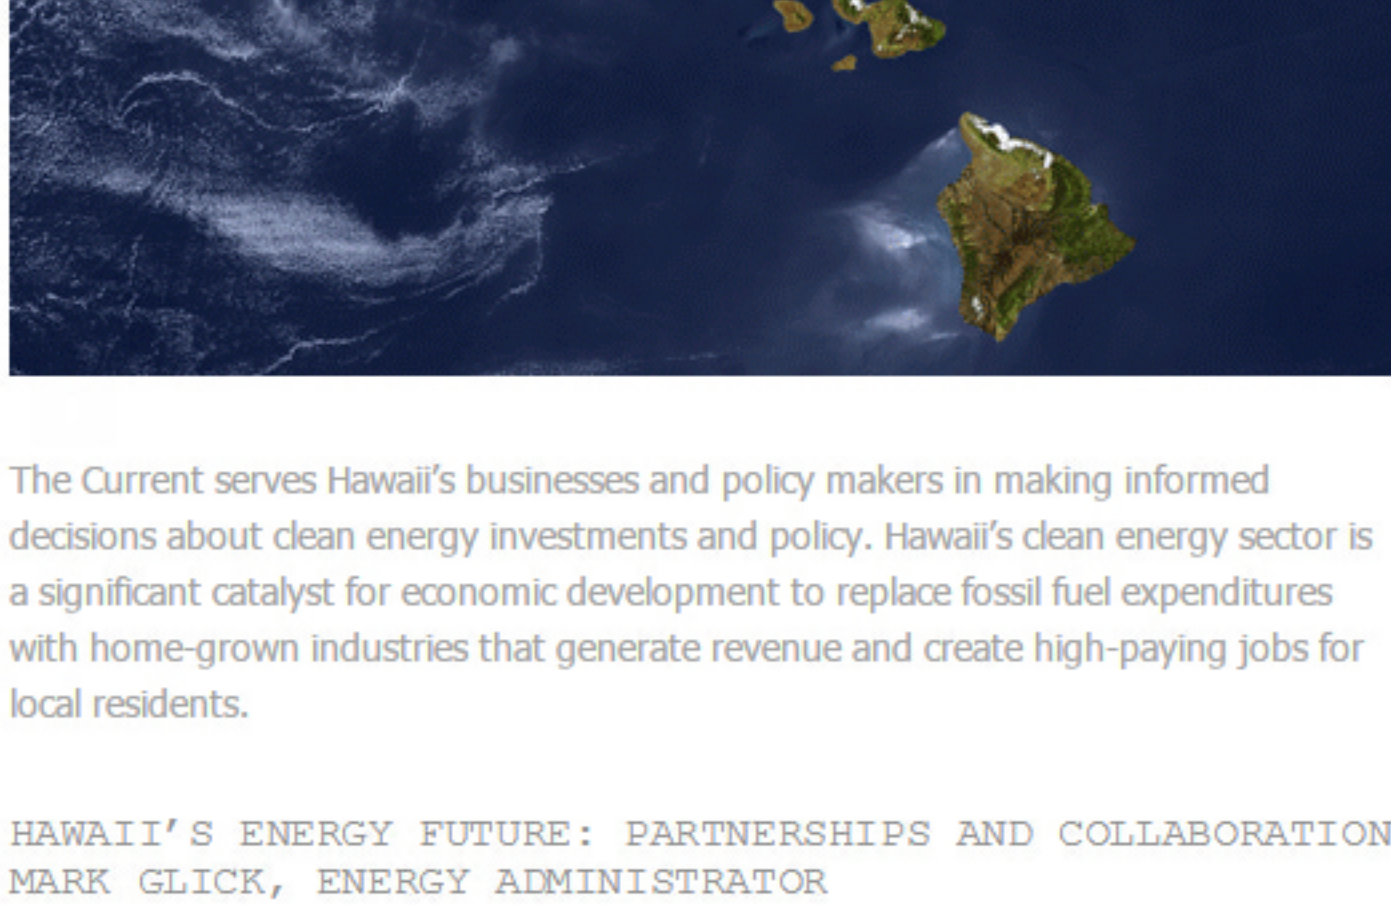 The Current serves Hawaii’s businesses and policy makers in making informed
decisions about clean energy investments and policy. Hawaii’s clean energy sector is
a significant catalyst for economic development to replace fossil fuel expenditures
with home-grown industries that generate revenue and create high-paying jobs for
local residents.
HAWAII’S ENERGY FUTURE: PARTNERSHIPS AND COLLABORATION
MARK GLICK, ENERGY ADMINISTRATOR